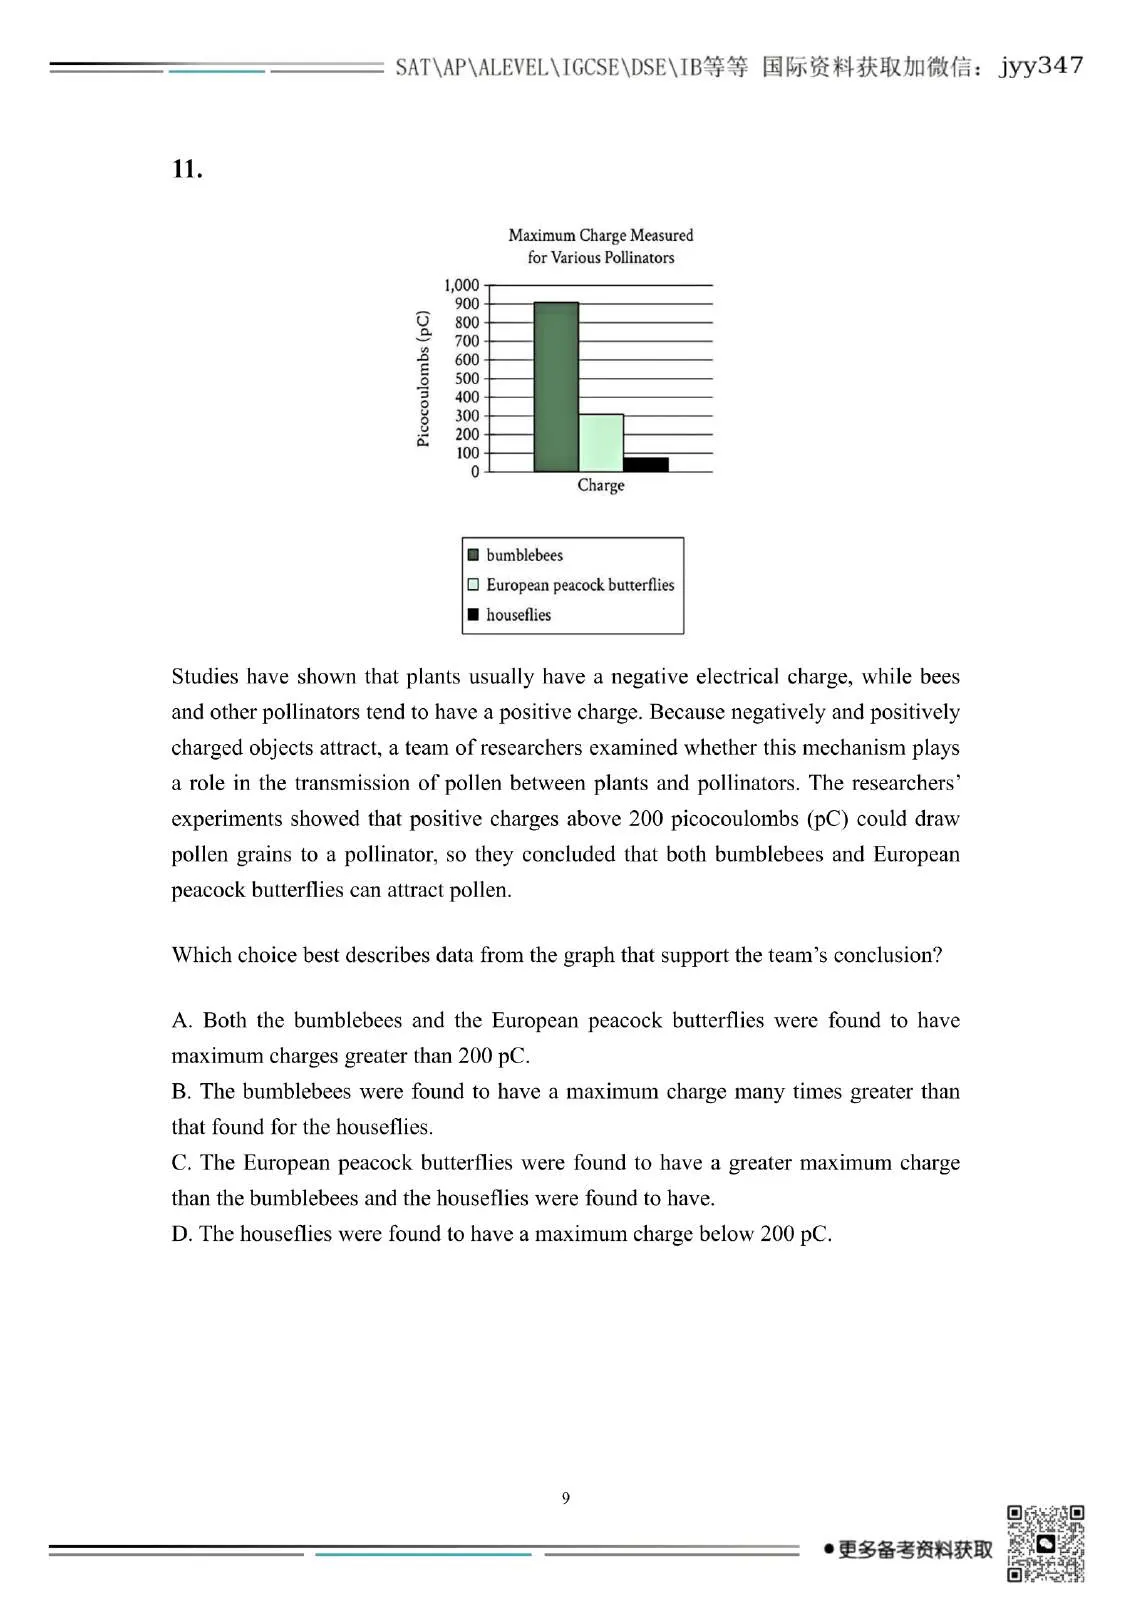 SAT\AP\ALEVEL\IGCSE\DSE\IB等等 国际资料获取加微信： jyy347
11.
Maximum Charge Measured
for Various Pollinators
1,000
900
800
700
600
500
400
300
200
100
0
Picocoulombs (pC)
Charge
bumblebees
European peacock butterflies
houseflies
Studies have shown that plants usually have a negative electrical charge, while bees
and other pollinators tend to have a positive charge. Because negatively and positively
charged objects attract, a team of researchers examined whether this mechanism plays
a role in the transmission of pollen between plants and pollinators. The researchers’
experiments showed that positive charges above 200 picocoulombs (pC) could draw
pollen grains to a pollinator, so they concluded that both bumblebees and European
peacock butterflies can attract pollen.
Which choice best describes data from the graph that support the team’s conclusion?
A. Both the bumblebees and the European peacock butterflies were found to have
maximum charges greater than 200 pC.
B. The bumblebees were found to have a maximum charge many times greater than
that found for the houseflies.
C. The European peacock butterflies were found to have a greater maximum charge
than the bumblebees and the houseflies were found to have.
D. The houseflies were found to have a maximum charge below 200 pC.
9
●更多备考资料获取